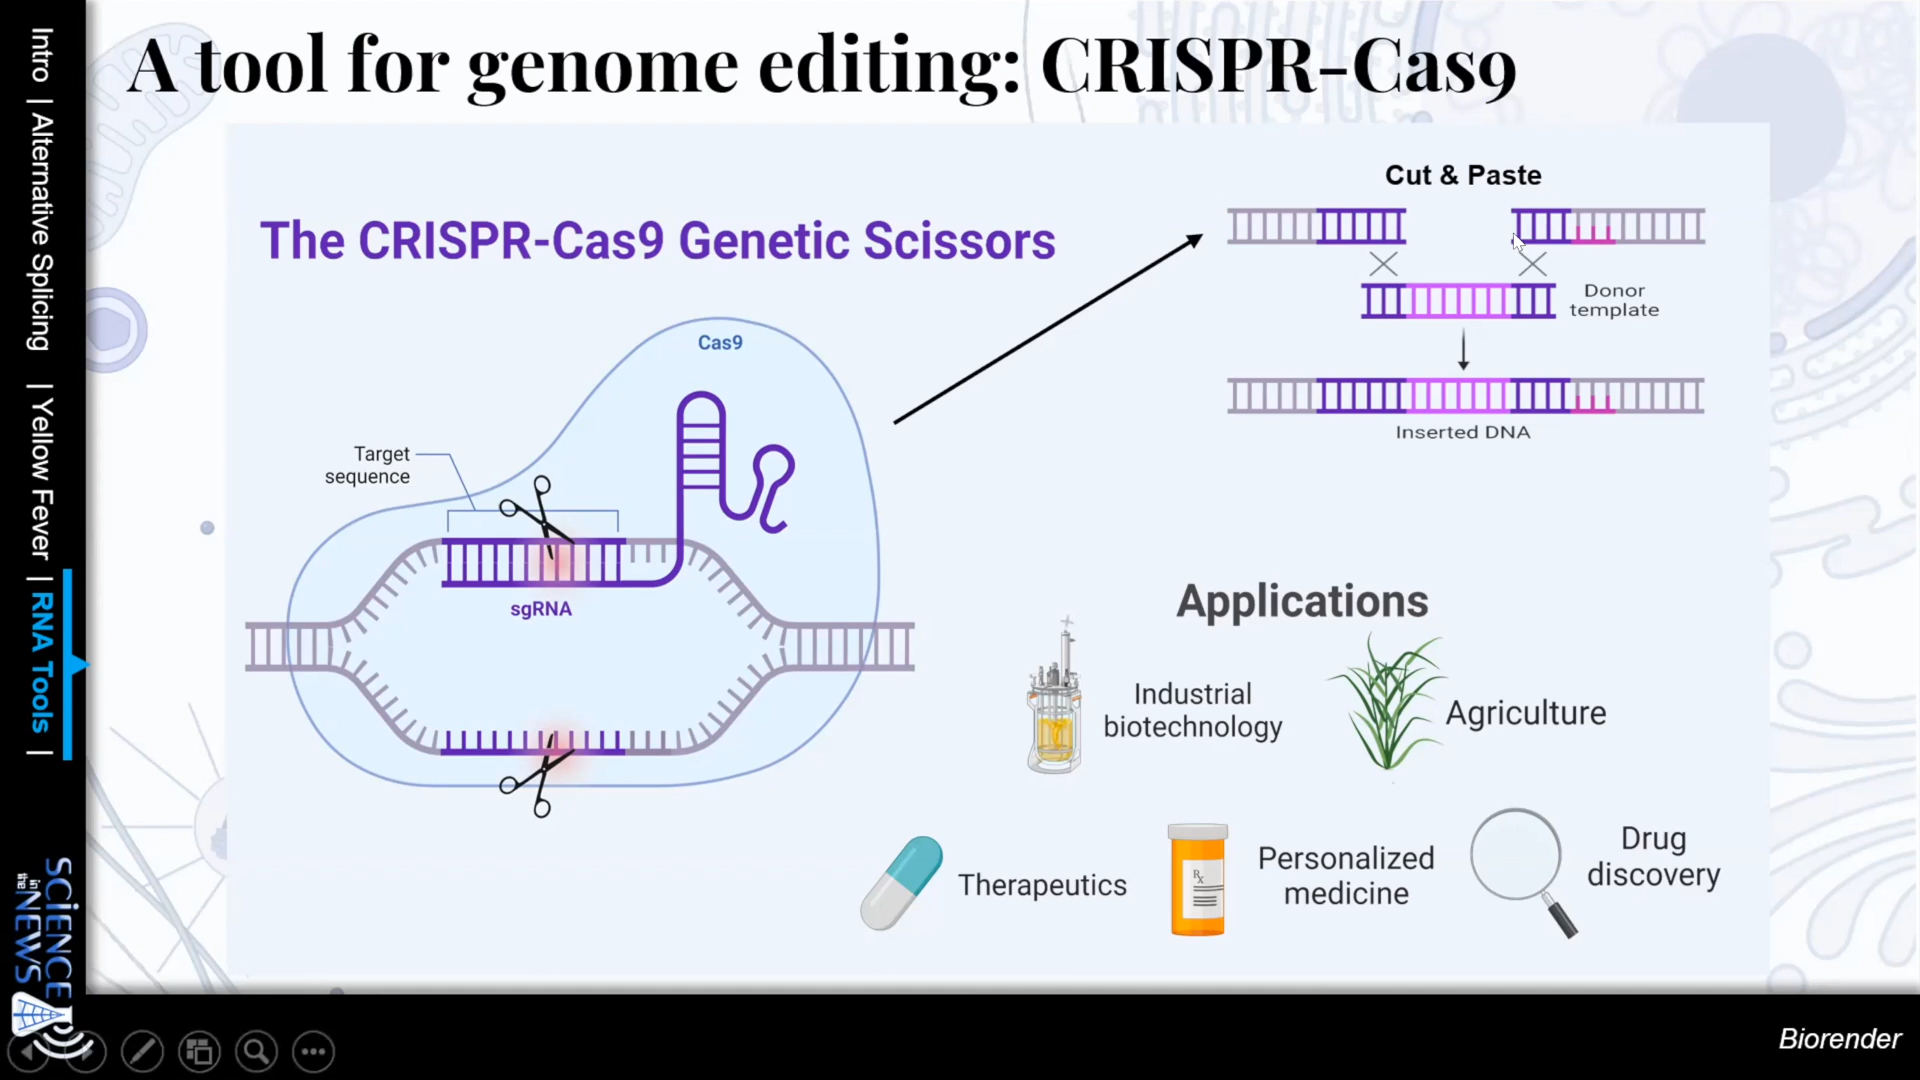 A tool for genome editing: CRISPR-Cas9
Intro | Alternative Splicing | Yellow Fever | RNA Tools |
The CRISPR-Cas9 Genetic Scissors
Cas9
Target
sequence
sgRNA
Cut & Paste
Donor
template
Inserted DNA
Applications
Industrial
biotechnology
Agriculture
Therapeutics
Rx
Personalized
medicine
Drug
discovery
SCIENCE
in the NEWS
Biorender